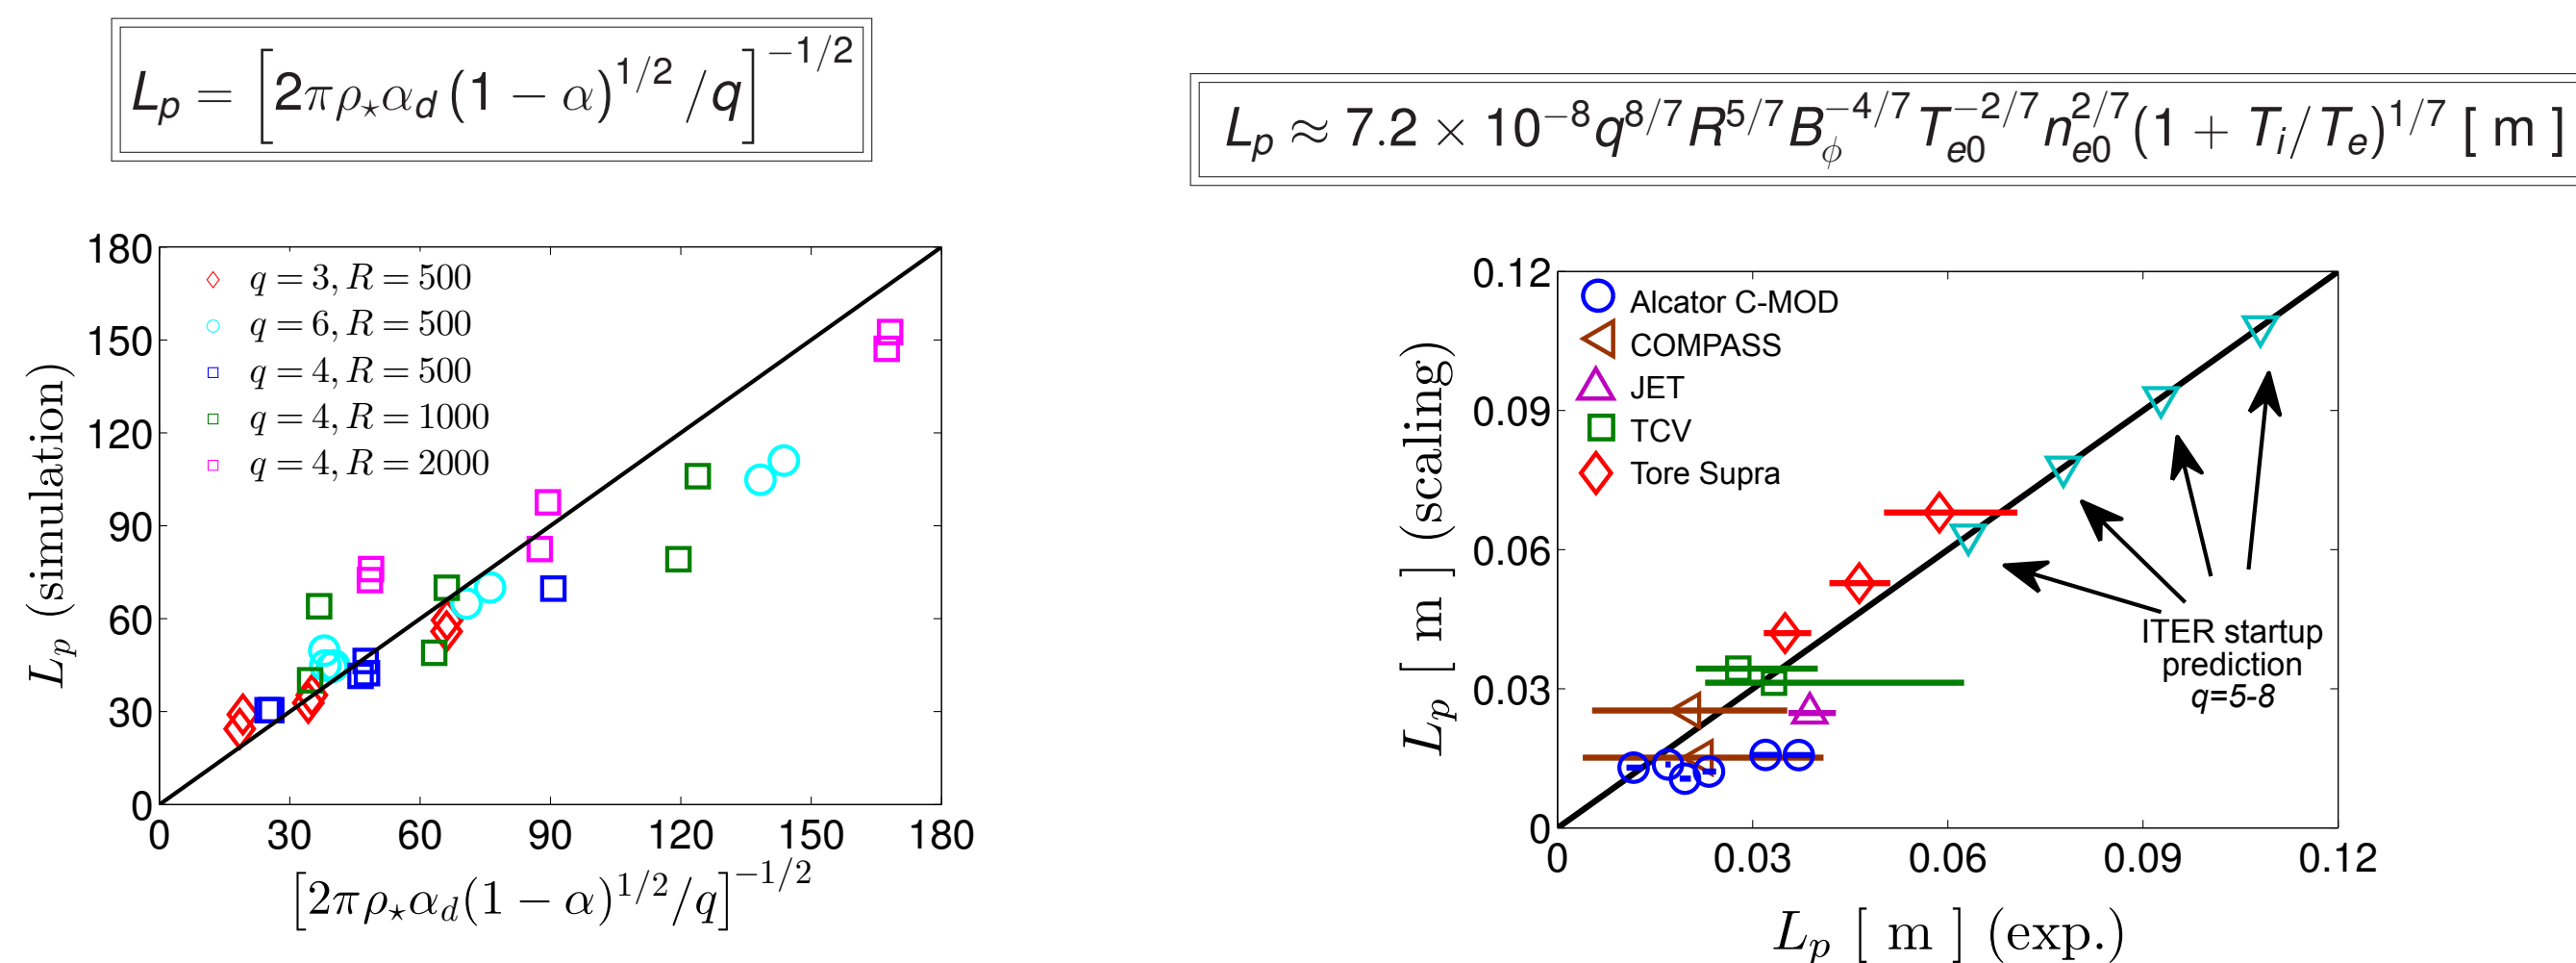 L_p = [2πρ⋆α_d (1 − α)^{1/2} /q]^{−1/2}
L_p ≈ 7.2 × 10^{−8} q^{8/7} R^{5/7} B_ϕ^{−4/7} T_{e0}^{−2/7} n_{e0}^{2/7} (1 + T_i/T_e)^{1/7} [ m ]
L_p (simulation)
180
150
120
90
60
30
0
q = 3, R = 500
q = 6, R = 500
q = 4, R = 500
q = 4, R = 1000
q = 4, R = 2000
0 30 60 90 120 150 180
[2πρ⋆α_d(1 − α)^{1/2}/q]^{−1/2}
L_p [ m ] (scaling)
0.12
0.09
0.06
0.03
0
Alcator C-MOD
COMPASS
JET
TCV
Tore Supra
ITER startup
prediction
q=5-8
0 0.03 0.06 0.09 0.12
L_p [ m ] (exp.)